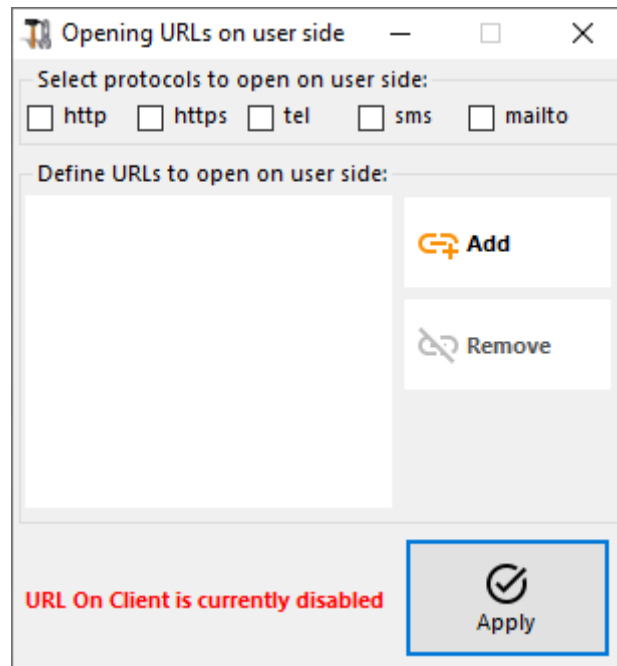 Opening URLs on user side
Select protocols to open on user side:
http https tel sms mailto
Define URLs to open on user side:
Add
Remove
URL On Client is currently disabled
Apply